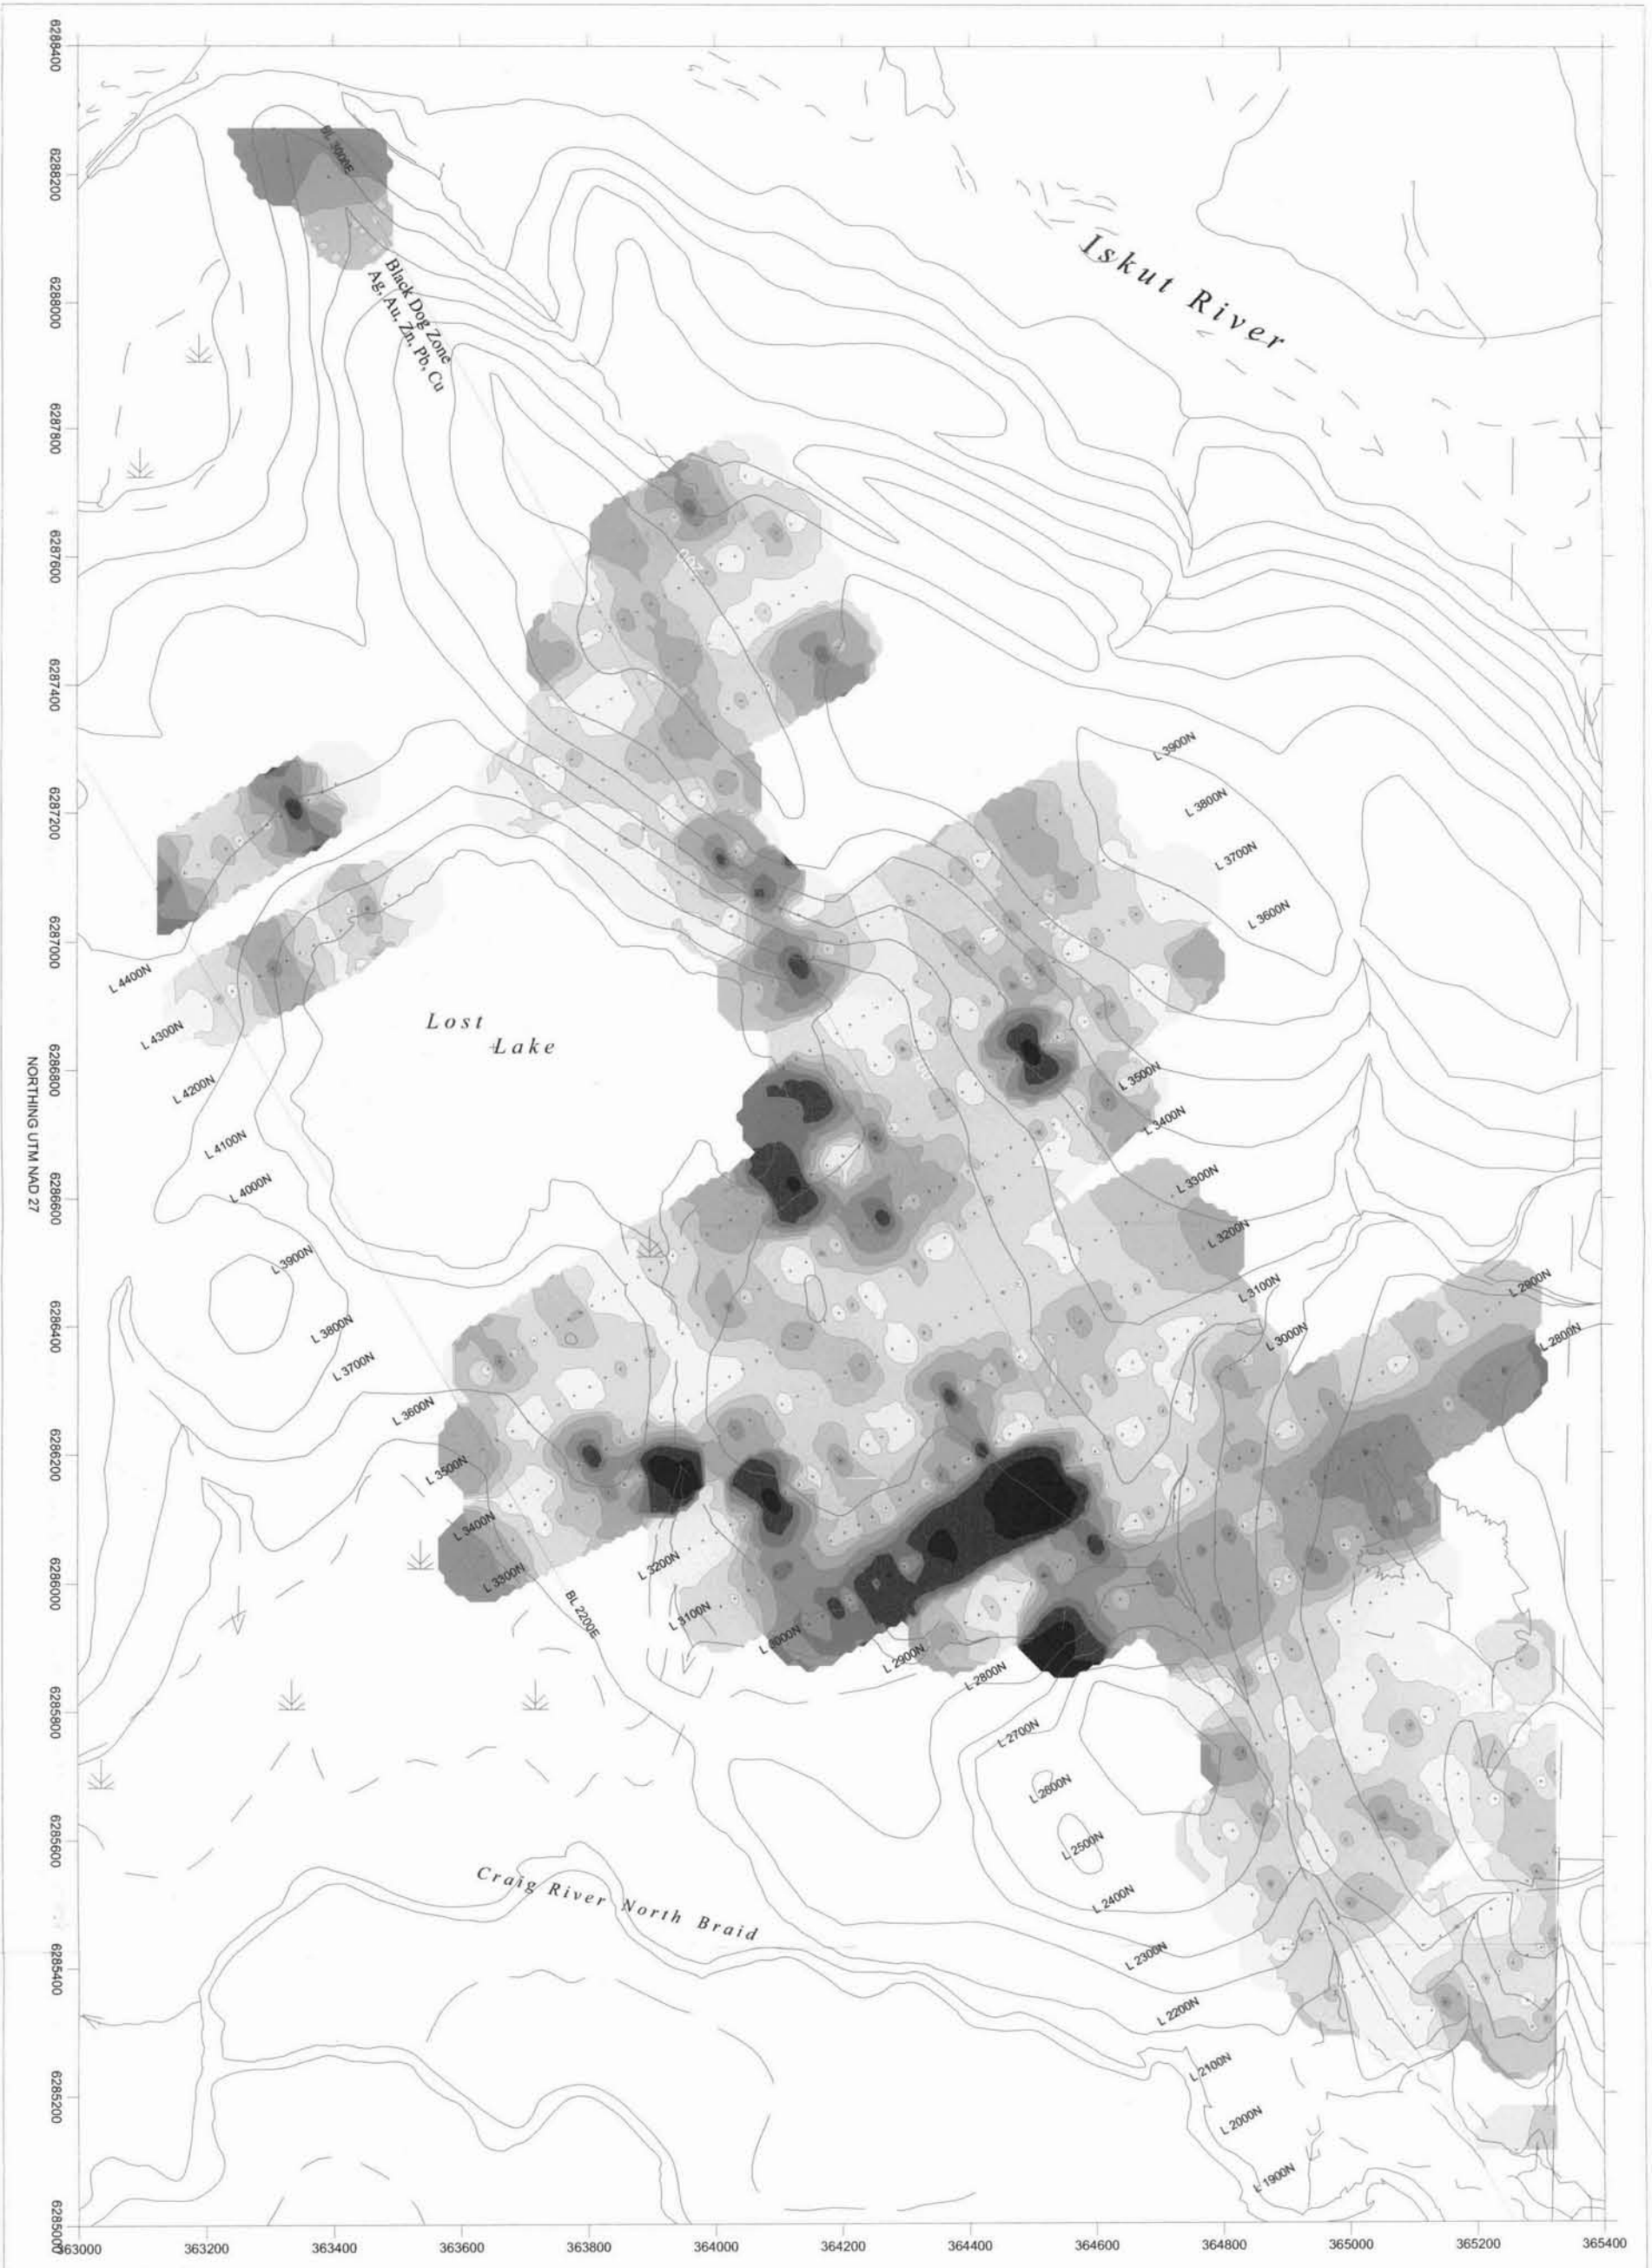 6288400
BL 3000E
6288200
Iskut River
Black Dog Zone
Ag, Au, Zn, Pb, Cu
6288000
6287800
6287600
6287400
L 3900N
L 3800N
6287200
L 3700N
L 3600N
6287000
L 4400N
Lost
Lake
L 4300N
6286800
L 3500N
L 4200N
L 3400N
NORTHING UTM NAD 27
L 4100N
L 3300N
L 4000N
6286600
L 3200N
L 3900N
L 3100N
L 2900N
6286400
L 3800N
L 3000N
L 2800N
L 3700N
L 3600N
6286200
L 3500N
L 3400N
L 3200N
L 3300N
6286000
BL 2200E
L 3100N
L 3000N
L 2900N
L 2800N
6285800
L 2700N
L 2600N
6285600
L 2500N
Craig River North Braid
L 2400N
L 2300N
6285400
L 2200N
L 2100N
6285200
L 2000N
L 1900N
6285000
363000 363200 363400 363600 363800 364000 364200 364400 364600 364800 365000 365200 365400